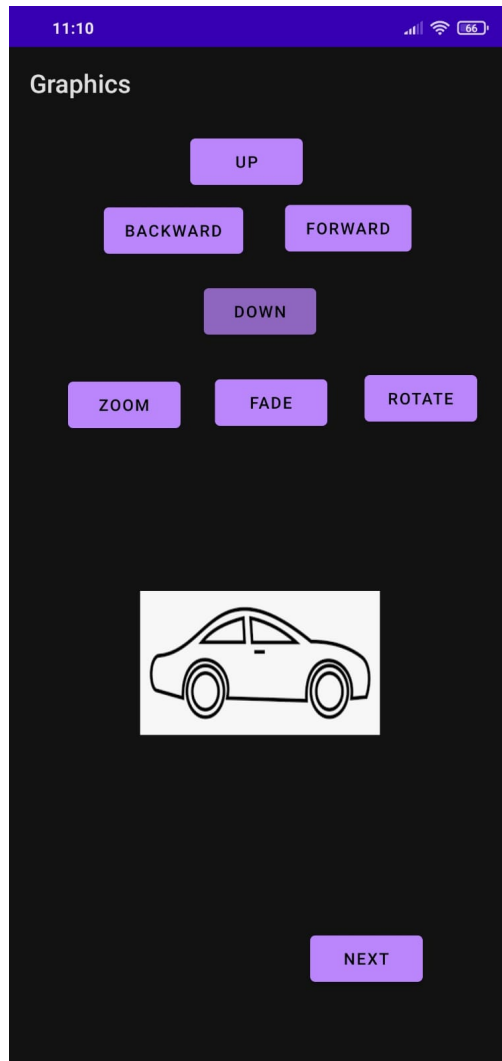 11:10
66
Graphics
UP
BACKWARD
FORWARD
DOWN
ZOOM
FADE
ROTATE
NEXT